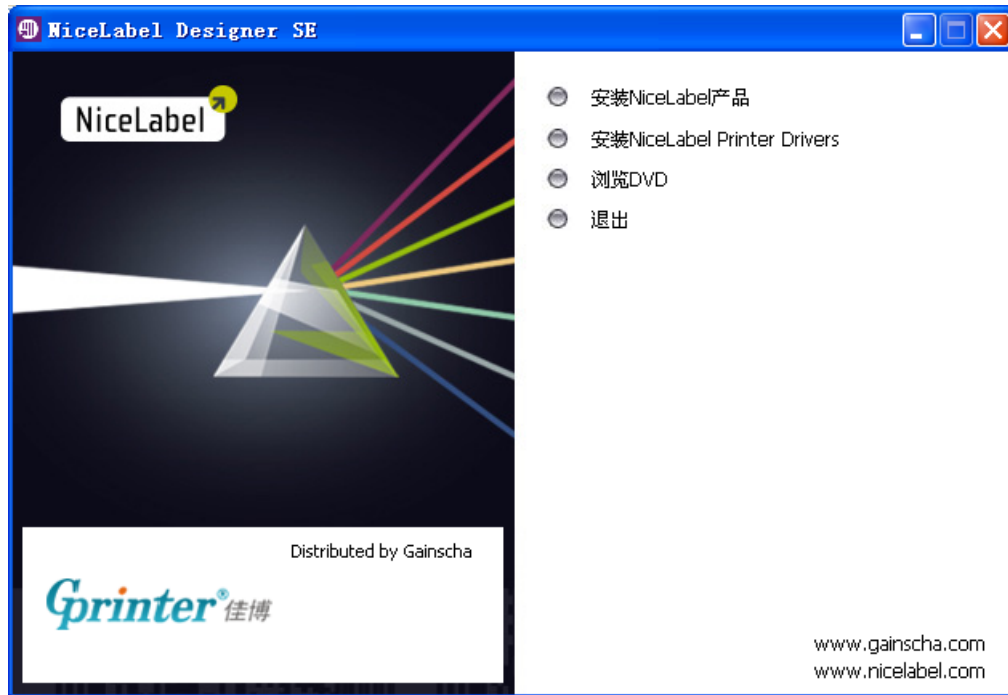 NiceLabel Designer SE
NiceLabel
安装NiceLabel产品
安装NiceLabel Printer Drivers
浏览DVD
退出
Distributed by Gainscha
Gprinter®佳博
www.gainscha.com
www.nicelabel.com